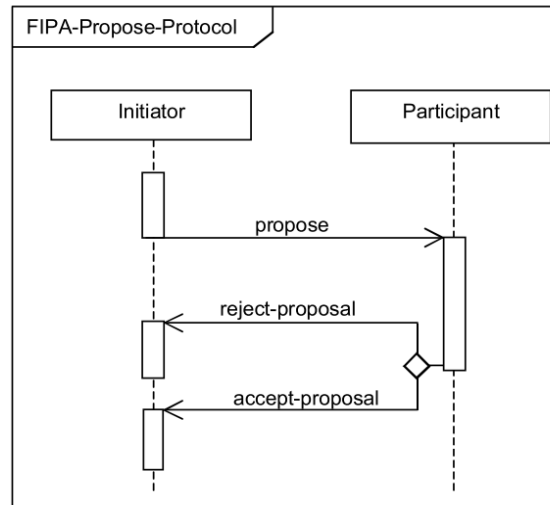 FIPA-Propose-Protocol
Initiator
Participant
propose
reject-proposal
accept-proposal